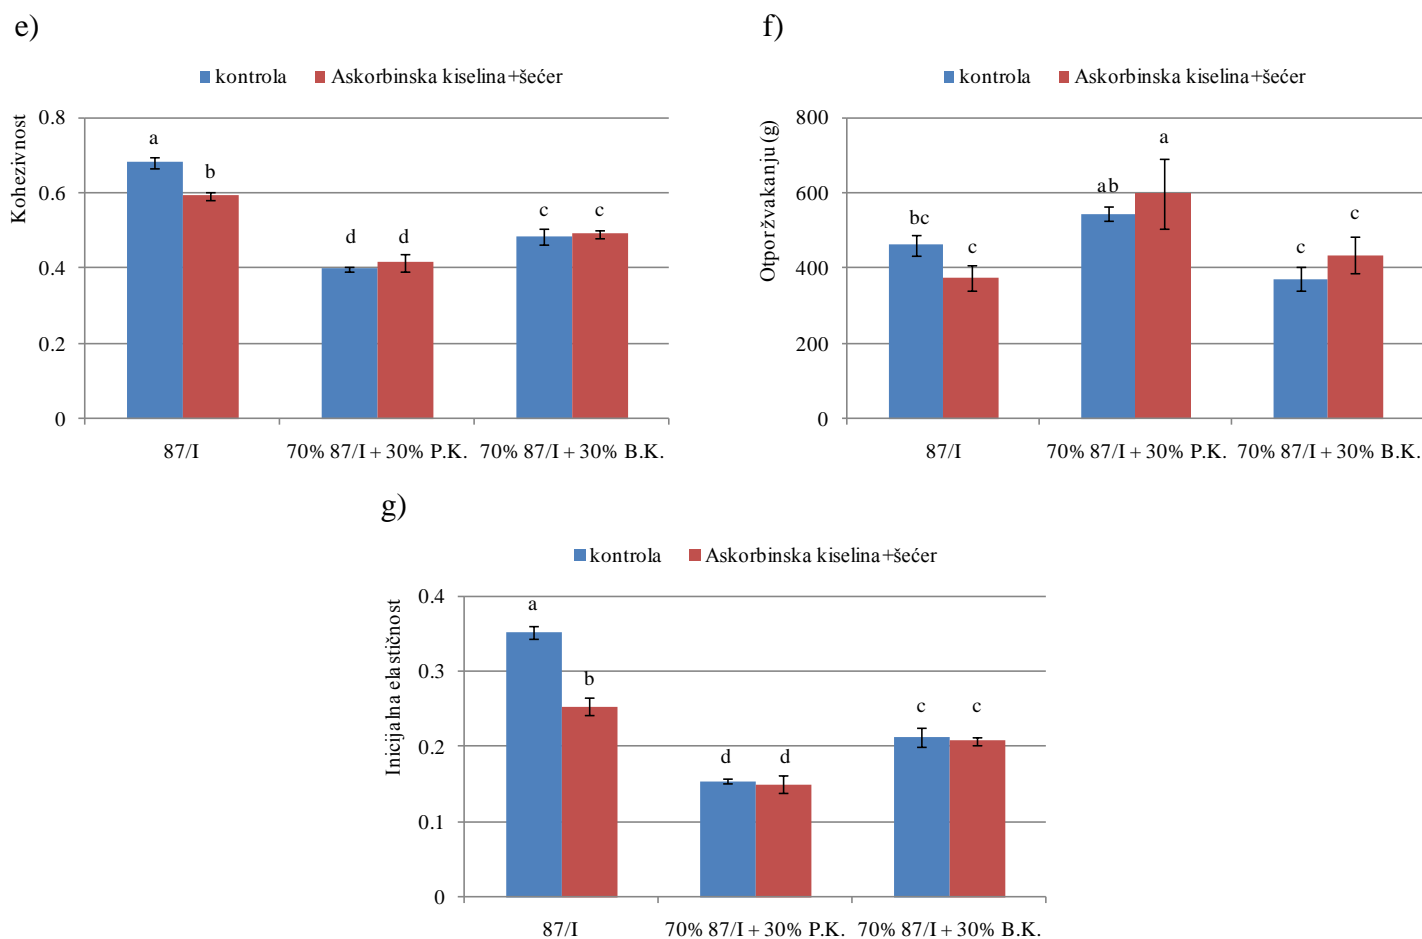 e)
kontrola Askorbinska kiselina+šećer
Kohezivnost
0.8
0.6
0.4
0.2
0
a
b
d
d
c
c
87/I 70% 87/I + 30% P.K. 70% 87/I + 30% B.K.
f)
kontrola Askorbinska kiselina+šećer
Otporžvakanju (g)
800
600
400
200
0
bc
c
ab
a
c
c
87/I 70% 87/I + 30% P.K. 70% 87/I + 30% B.K.
g)
kontrola Askorbinska kiselina+šećer
Inicijalna elastičnost
0.4
0.3
0.2
0.1
0
a
b
d
d
c
c
87/I 70% 87/I + 30% P.K. 70% 87/I + 30% B.K.